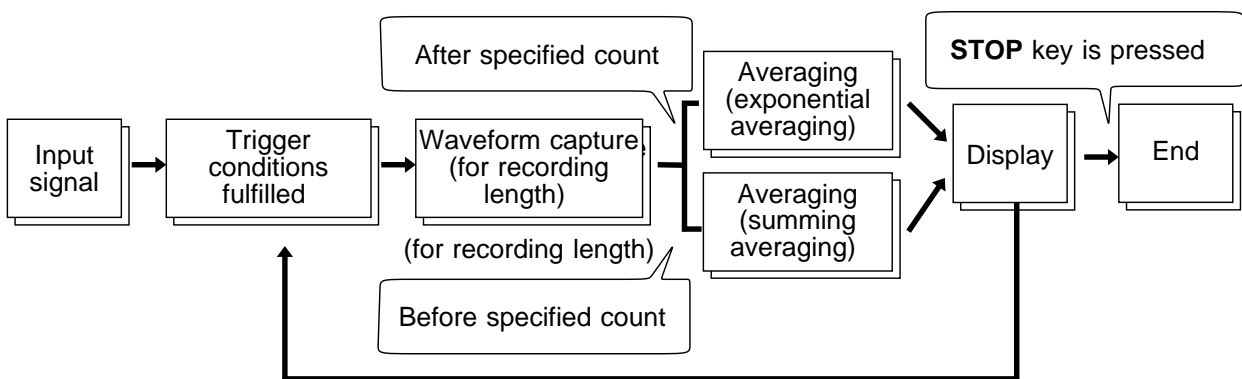 After specified count
STOP key is pressed
Input
signal
Trigger
conditions
fulfilled
Waveform capture
(for recording
length)
(for recording length)
Averaging
(exponential
averaging)
Averaging
(summing
averaging)
Display
End
Before specified count